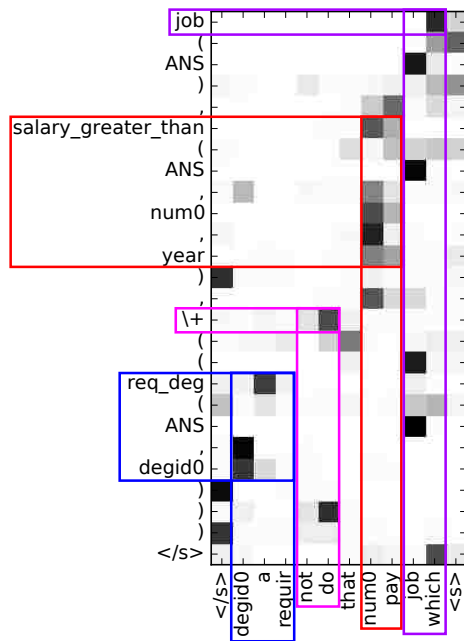 job
(
ANS
)
,
salary_greater_than
(
ANS
,
num0
,
year
)
,
\+
(
(
req_deg
(
ANS
,
degid0
)
)
)
</s>
</s>
degid0
a
requir
not
do
that
num0
pay
job
which
<s>